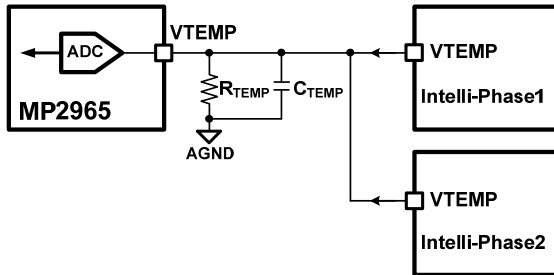 ADC
MP2965
VTEMP
RTEMP
CTEMP
AGND
VTEMP
Intelli-Phase1
VTEMP
Intelli-Phase2